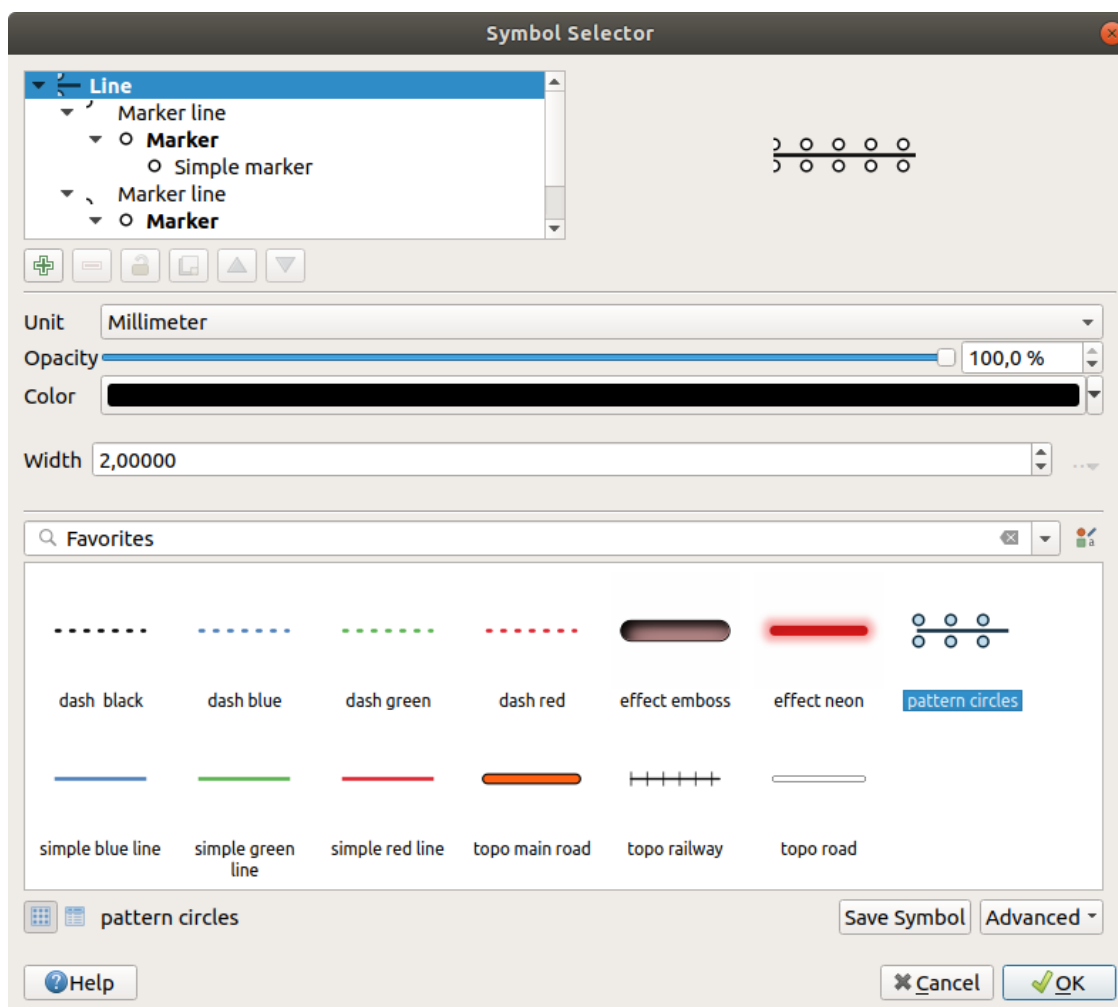 Symbol Selector
Line
Marker line
Marker
Simple marker
Marker line
Marker
Unit Millimeter
Opacity 100,0 %
Color
Width 2,00000
Favorites
dash black dash blue dash green dash red effect emboss effect neon pattern circles
simple blue line simple green line simple red line topo main road topo railway topo road
pattern circles Save Symbol Advanced
Help Cancel OK